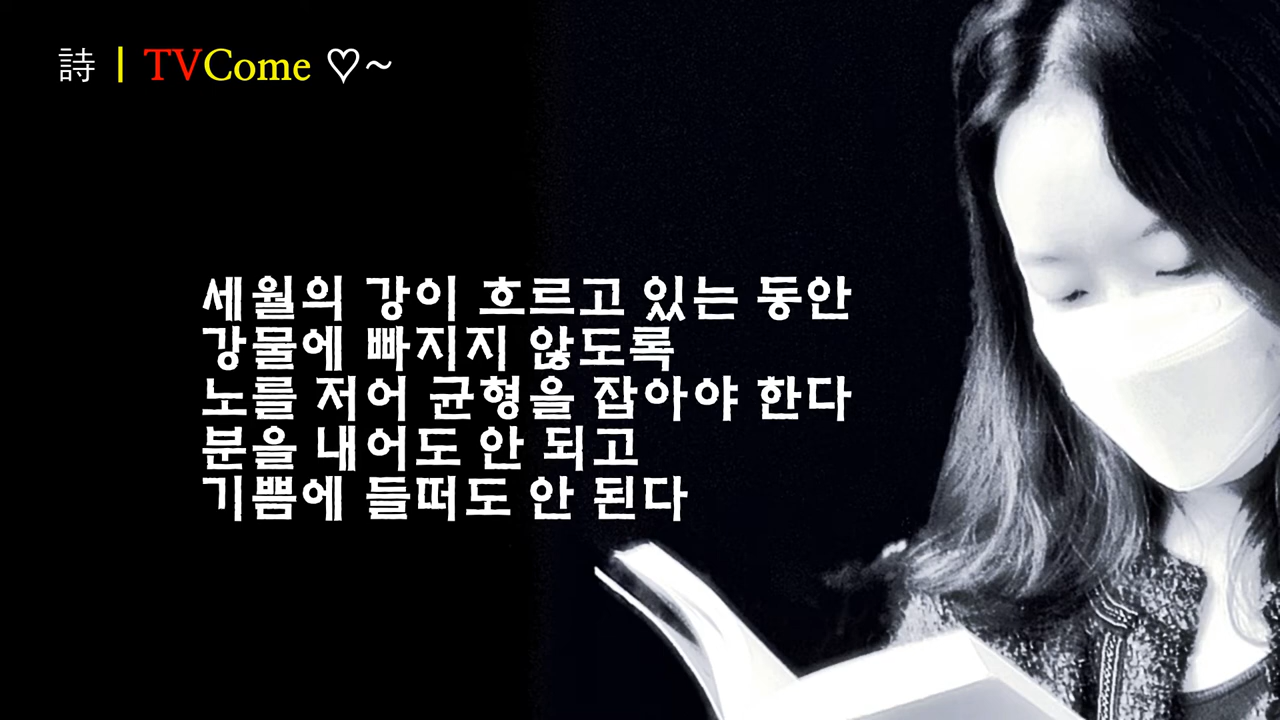 詩 | TVCome ♡~
세월의 강이 흐르고 있는 동안
강물에 빠지지 않도록
노를 저어 균형을 잡아야 한다
분을 내어도 안 되고
기쁨에 들떠도 안 된다